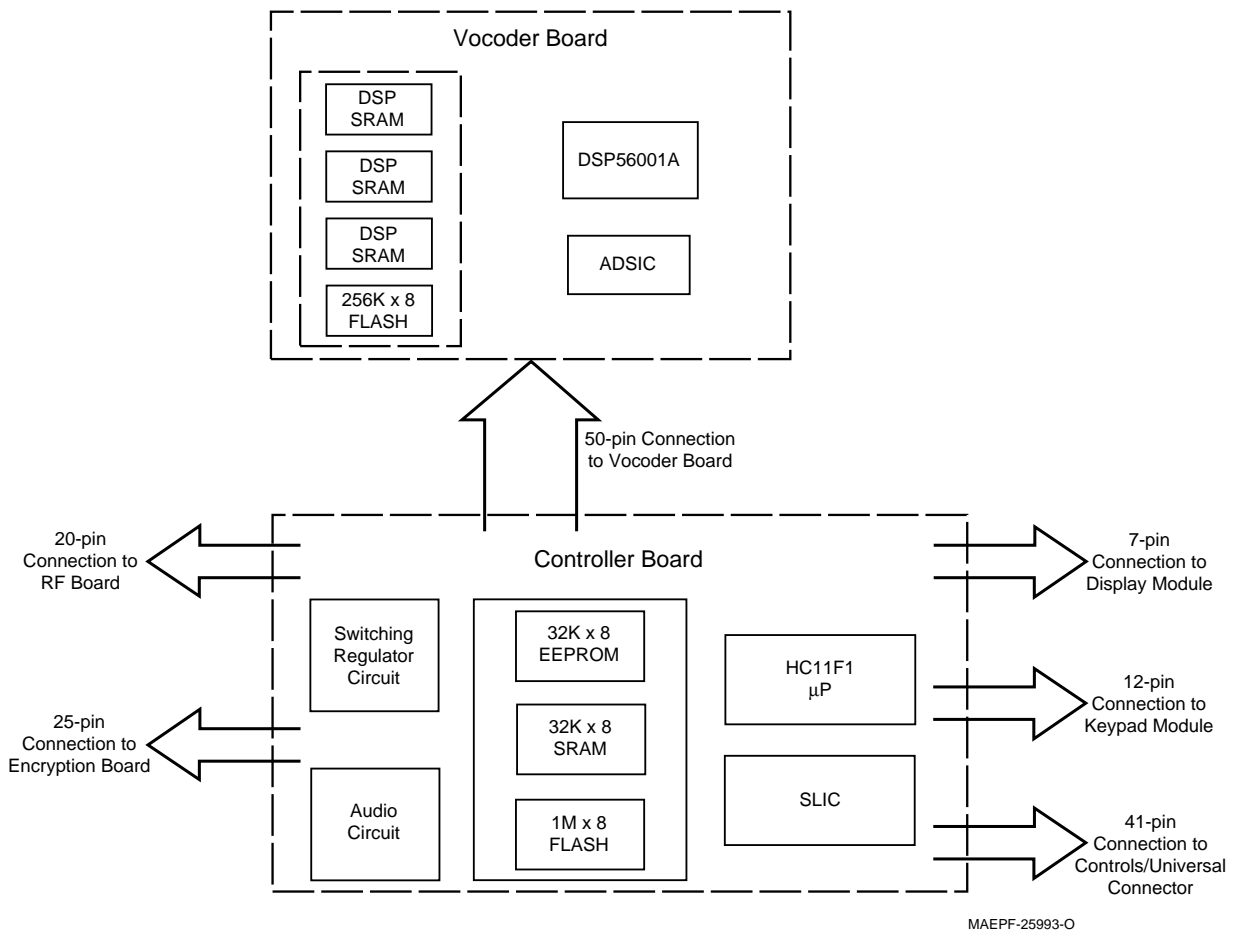 Vocoder Board
DSP
SRAM
DSP
SRAM
DSP
SRAM
256K x 8
FLASH
DSP56001A
ADSIC
50-pin Connection
to Vocoder Board
20-pin
Connection to
RF Board
25-pin
Connection to
Encryption Board
Controller Board
Switching
Regulator
Circuit
Audio
Circuit
32K x 8
EEPROM
32K x 8
SRAM
1M x 8
FLASH
HC11F1
μP
SLIC
7-pin
Connection to
Display Module
12-pin
Connection to
Keypad Module
41-pin
Connection to
Controls/Universal
Connector
MAEPF-25993-O